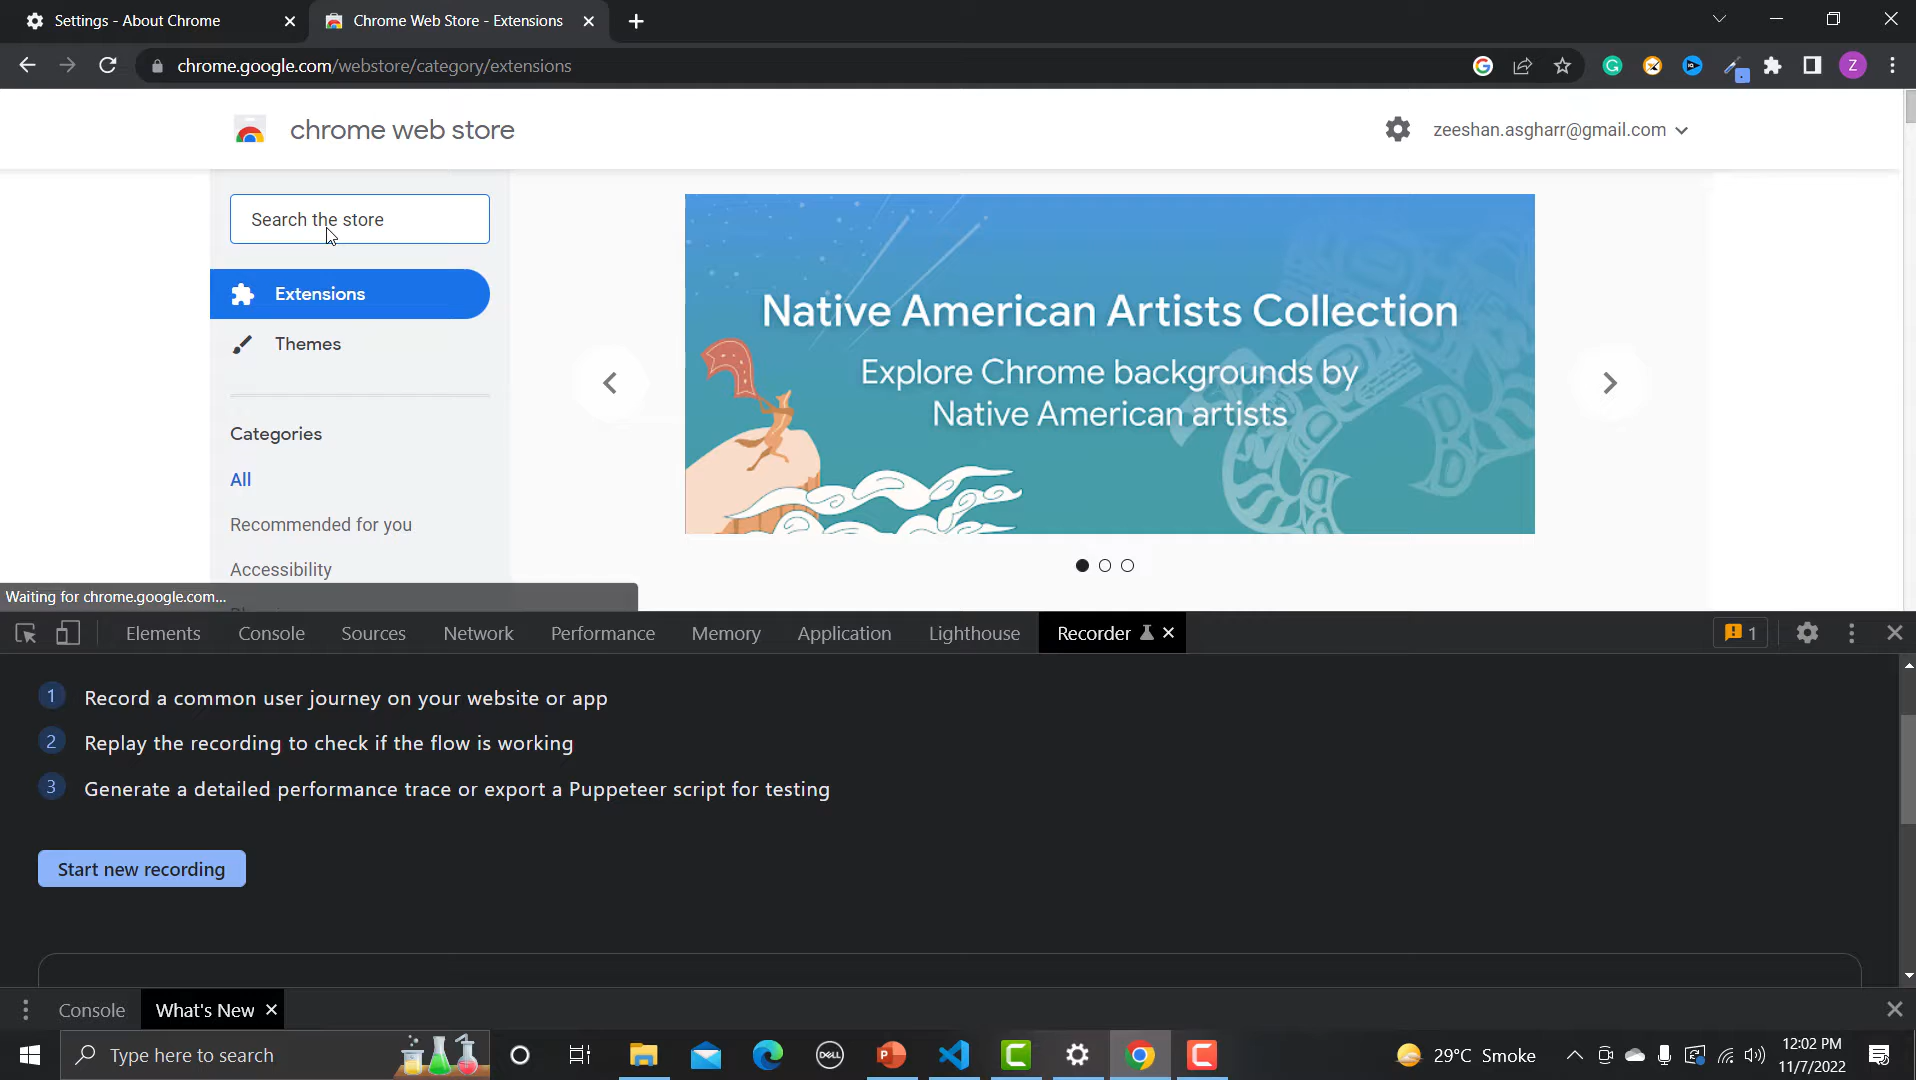 Settings - About Chrome
Chrome Web Store - Extensions
chrome.google.com/webstore/category/extensions
Z
chrome web store
zeeshan.asgharr@gmail.com
Search the store
Extensions
Themes
Categories
All
Recommended for you
Accessibility
Native American Artists Collection
Explore Chrome backgrounds by
Native American artists
Waiting for chrome.google.com...
Elements
Console
Sources
Network
Performance
Memory
Application
Lighthouse
Recorder
1
1 Record a common user journey on your website or app
2 Replay the recording to check if the flow is working
3 Generate a detailed performance trace or export a Puppeteer script for testing
Start new recording
Console
What's New
Type here to search
DELL
29°C Smoke
12:02 PM
11/7/2022